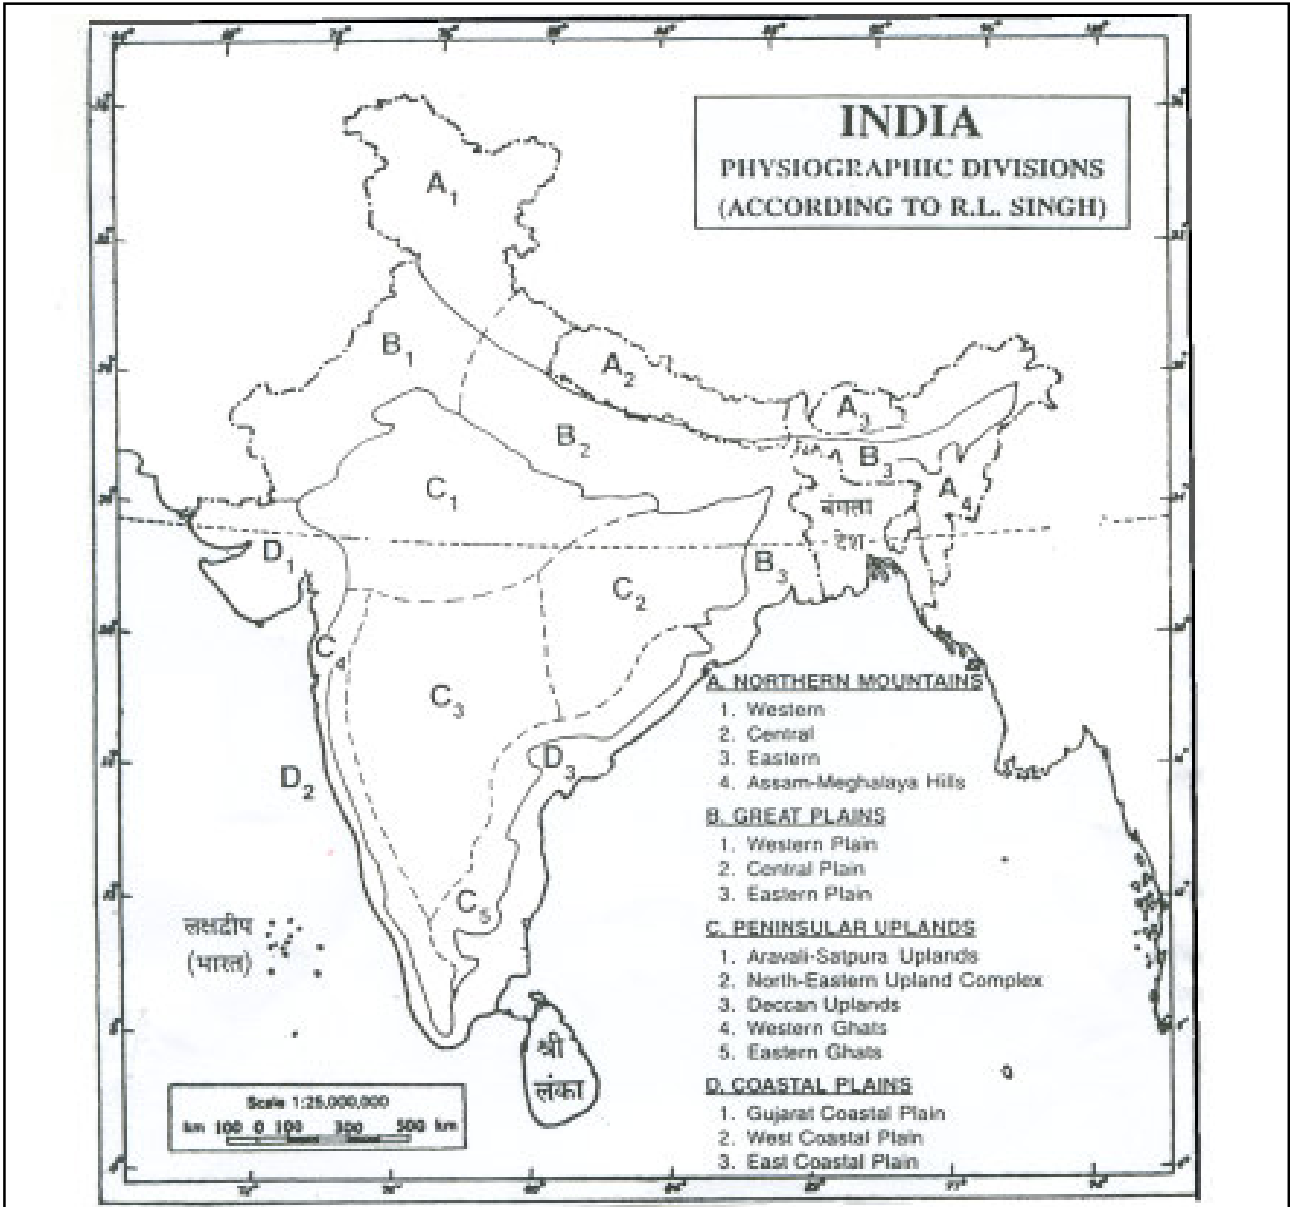 INDIA
PHYSIOGRAPHIC DIVISIONS
(ACCORDING TO R.L. SINGH)
A1
B1
A2
A3
B2
B3
A4
C1
बंगला
देश
D1
B3
C2
C4
C3
D3
D2
C5
लक्षद्वीप
(भारत)
श्री
लंका
A. NORTHERN MOUNTAINS
1. Western
2. Central
3. Eastern
4. Assam-Meghalaya Hills
B. GREAT PLAINS
1. Western Plain
2. Central Plain
3. Eastern Plain
C. PENINSULAR UPLANDS
1. Aravali-Satpura Uplands
2. North-Eastern Upland Complex
3. Deccan Uplands
4. Western Ghats
5. Eastern Ghats
D. COASTAL PLAINS
1. Gujarat Coastal Plain
2. West Coastal Plain
3. East Coastal Plain
Scale 1:25,000,000
km 100 0 100 300 500 km